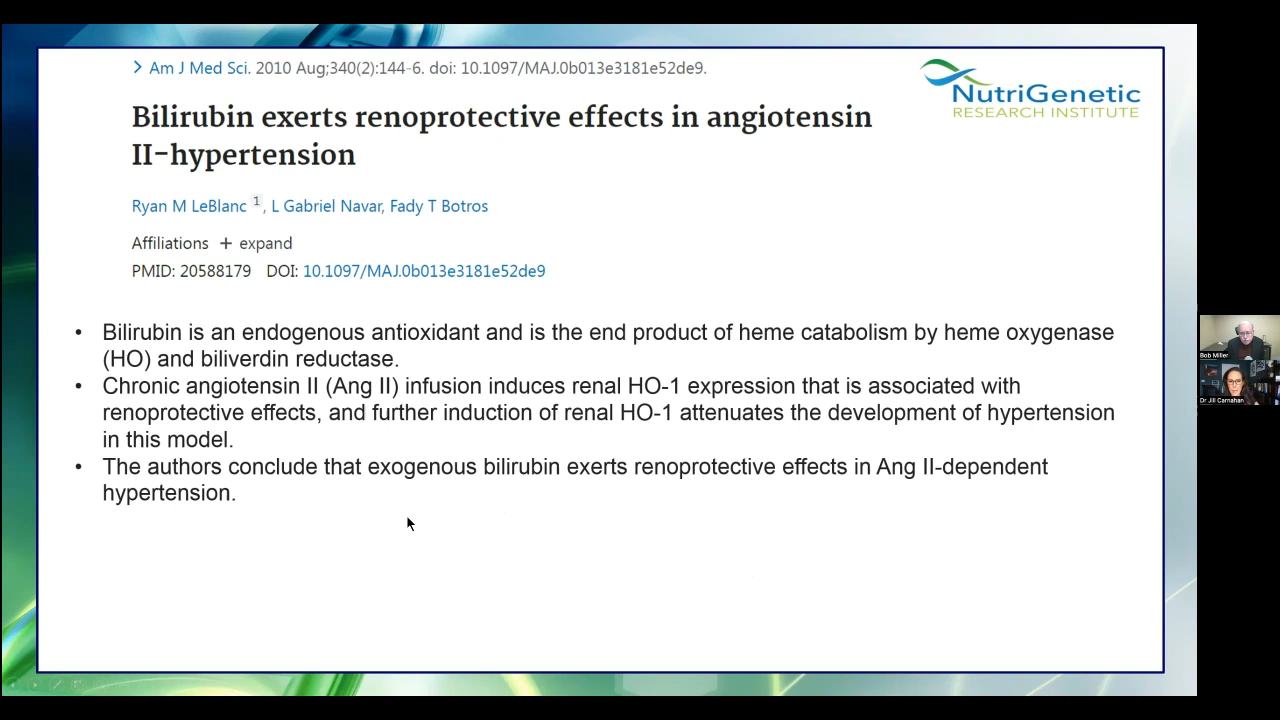 > Am J Med Sci. 2010 Aug;340(2):144-6. doi: 10.1097/MAJ.0b013e3181e52de9.
NutriGenetic
RESEARCH INSTITUTE
Bilirubin exerts renoprotective effects in angiotensin
II-hypertension
Ryan M LeBlanc 1, L Gabriel Navar, Fady T Botros
Affiliations + expand
PMID: 20588179 DOI: 10.1097/MAJ.0b013e3181e52de9
• Bilirubin is an endogenous antioxidant and is the end product of heme catabolism by heme oxygenase
(HO) and biliverdin reductase.
• Chronic angiotensin II (Ang II) infusion induces renal HO-1 expression that is associated with
renoprotective effects, and further induction of renal HO-1 attenuates the development of hypertension
in this model.
• The authors conclude that exogenous bilirubin exerts renoprotective effects in Ang II-dependent
hypertension.
Bob Miller
Dr Jill Carnahan